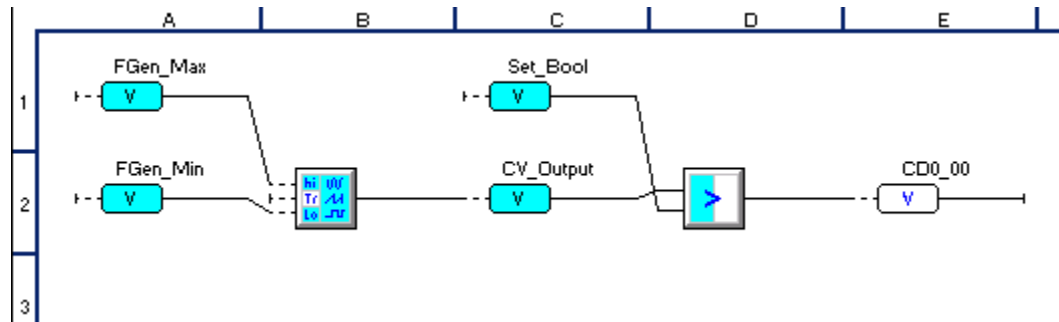 A B C D E
FGen_Max Set_Bool
1 V V
FGen_Min CV_Output CD0_00
hi
2 V Tr V > V
Lo
3